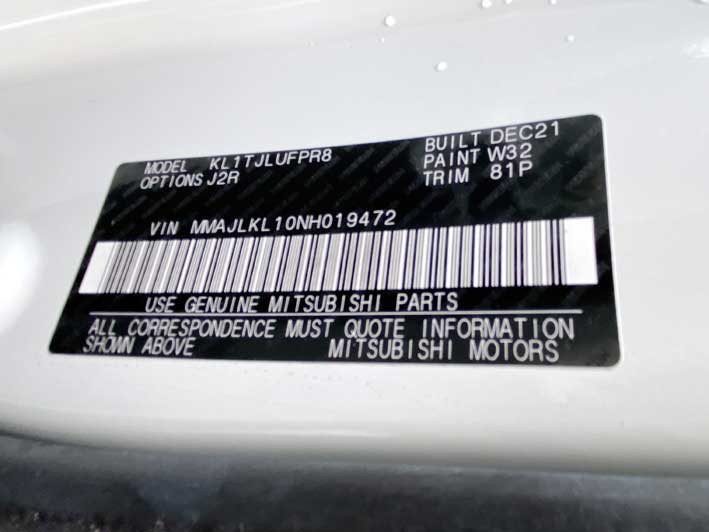 MODEL KL1TJLUFPR8 BUILT DEC21
OPTIONS J2R PAINT W32
TRIM 81P
VIN MMAJLKL10NH019472
USE GENUINE MITSUBISHI PARTS
ALL CORRESPONDENCE MUST QUOTE INFORMATION
SHOWN ABOVE MITSUBISHI MOTORS